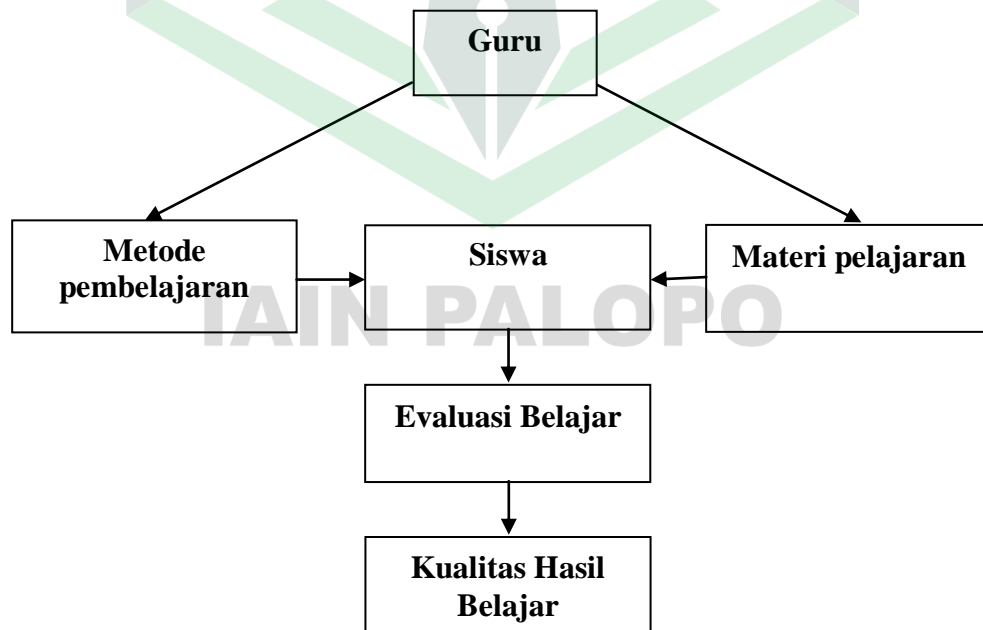 Guru
Metode
pembelajaran
Siswa
Materi pelajaran
IAIN PALOPO
Evaluasi Belajar
Kualitas Hasil
Belajar